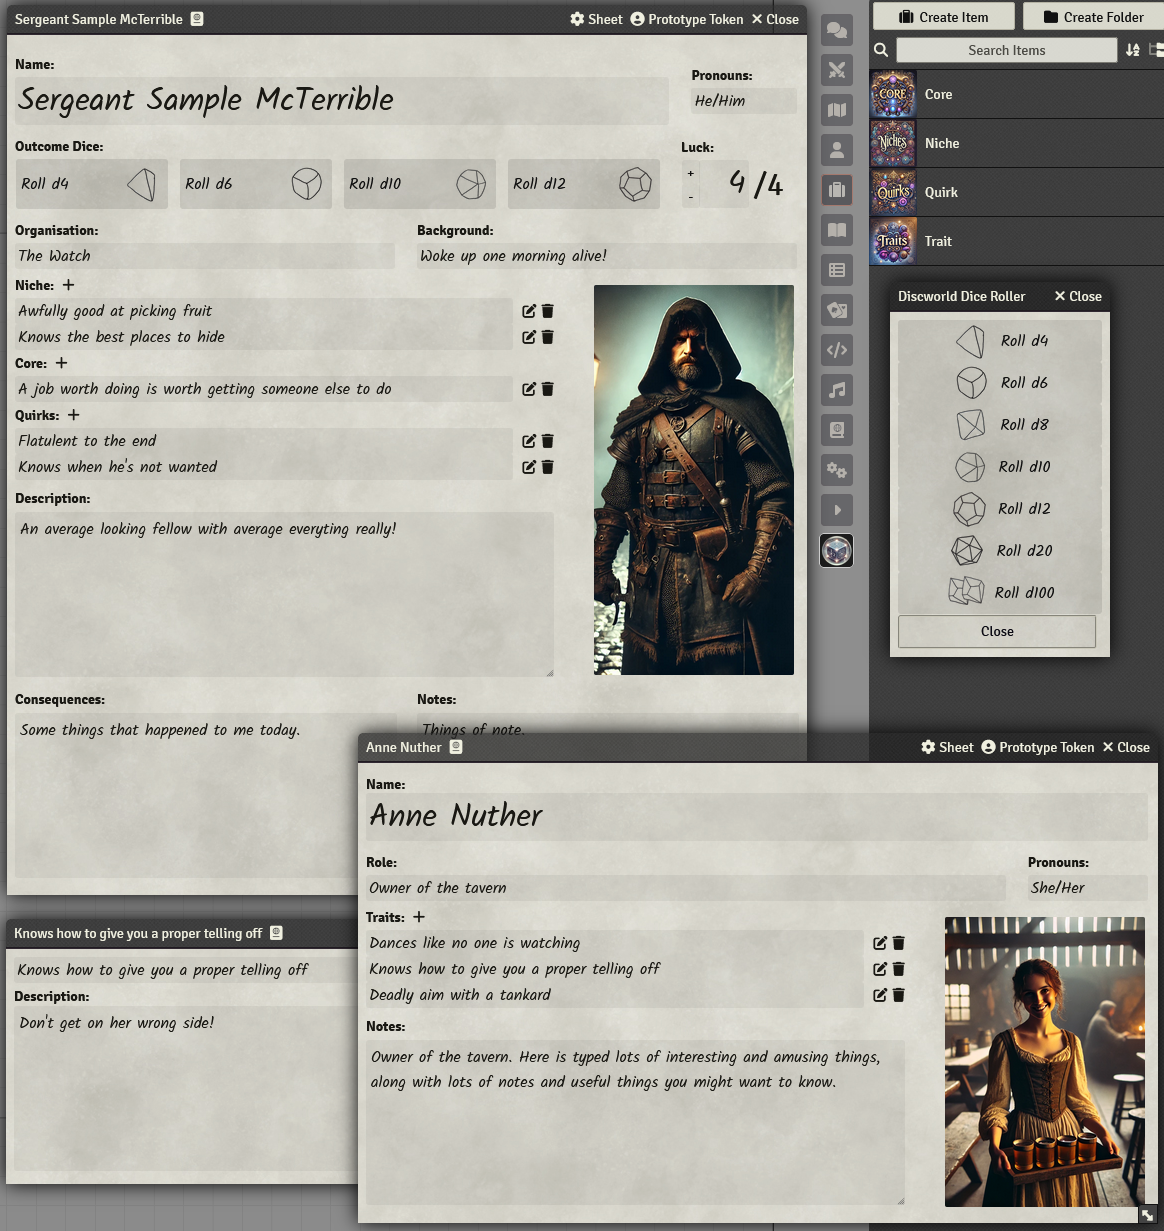 Sergeant Sample McTerrible Sheet Prototype Token Close
Name:
Sergeant Sample McTerrible
Pronouns:
He/Him
Outcome Dice:
Roll d4 Roll d6 Roll d10 Roll d12
Luck:
+
-
4 /4
Organisation:
The Watch
Background:
Woke up one morning alive!
Niche: +
Awfully good at picking fruit
Knows the best places to hide
Core: +
A job worth doing is worth getting someone else to do
Quirks: +
Flatulent to the end
Knows when he's not wanted
Description:
An average looking fellow with average everyting really!
Consequences:
Some things that happened to me today.
Notes:
Things of note.
Create Item Create Folder
Search Items
CORE Core
Niches Niche
Quirks Quirk
Traits Trait
Discworld Dice Roller Close
Roll d4
Roll d6
Roll d8
Roll d10
Roll d12
Roll d20
Roll d100
Close
Knows how to give you a proper telling off
Knows how to give you a proper telling off
Description:
Don't get on her wrong side!
Anne Nuther Sheet Prototype Token Close
Name:
Anne Nuther
Role:
Owner of the tavern
Pronouns:
She/Her
Traits: +
Dances like no one is watching
Knows how to give you a proper telling off
Deadly aim with a tankard
Notes:
Owner of the tavern. Here is typed lots of interesting and amusing things,
along with lots of notes and useful things you might want to know.